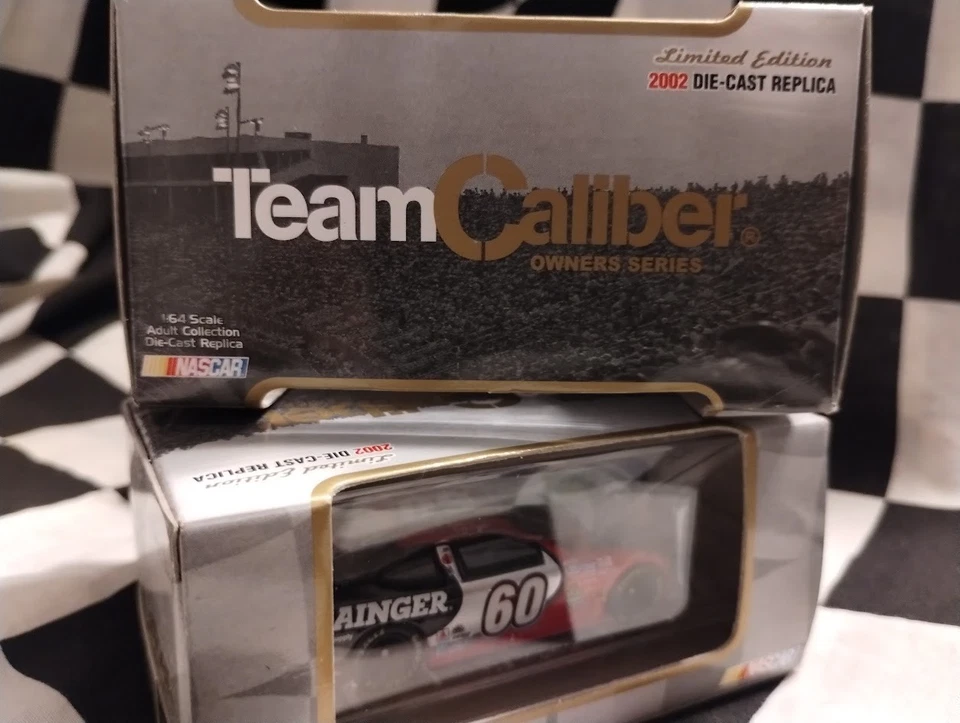 Limited Edition
2002 DIE-CAST REPLICA
TeamCaliber®
OWNERS SERIES
1:64 Scale
Adult Collection
Die-Cast Replica
NASCAR
2002 DIE-CAST REPLICA
Limited Edition
AINGER
60
NASCAR